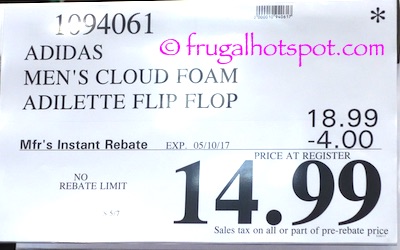 1094061
© frugalhotspot.com
*
ADIDAS
MEN'S CLOUD FOAM
ADILETTE FLIP FLOP
18.99
Mfr's Instant Rebate EXP. 05/10/17 -4.00
PRICE AT REGISTER
NO
REBATE LIMIT
14.99
Sales tax on all or part of pre-rebate price